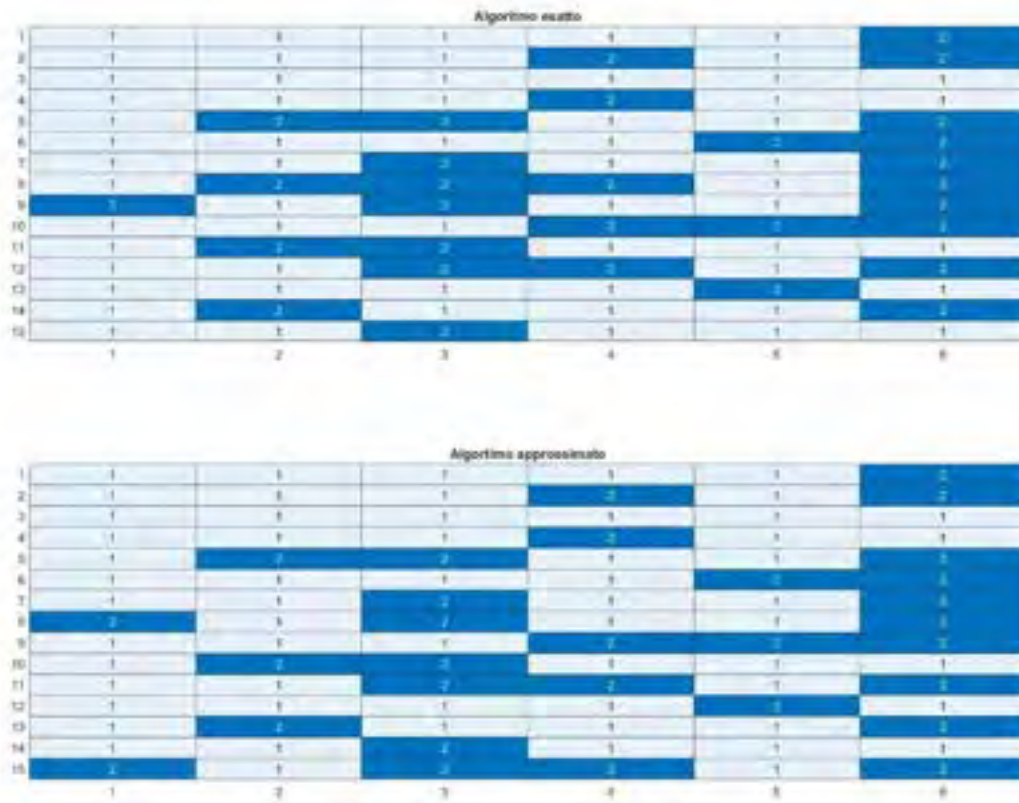 Algoritmo esatto
1 1 1 1 1 1 2
2 1 1 1 2 1 2
3 1 1 1 1 1 1
4 1 1 1 2 1 1
5 1 2 2 1 1 2
6 1 1 1 1 2 2
7 1 1 2 1 1 2
8 1 2 2 2 1 2
9 2 1 2 1 1 2
10 1 1 1 2 2 2
11 1 2 2 1 1 1
12 1 1 2 2 1 2
13 1 1 1 1 2 1
14 1 2 1 1 1 2
15 1 1 2 1 1 1
1 2 3 4 5 6
Algortimo approssimato
1 1 1 1 1 1 2
2 1 1 1 2 1 2
3 1 1 1 1 1 1
4 1 1 1 2 1 1
5 1 2 2 1 1 2
6 1 1 1 1 2 2
7 1 1 2 1 1 2
8 2 1 2 1 1 2
9 1 1 1 2 2 2
10 1 2 2 1 1 1
11 1 1 2 2 1 2
12 1 1 1 1 2 1
13 1 2 1 1 1 2
14 1 1 2 1 1 1
15 2 1 2 2 1 2
1 2 3 4 5 6